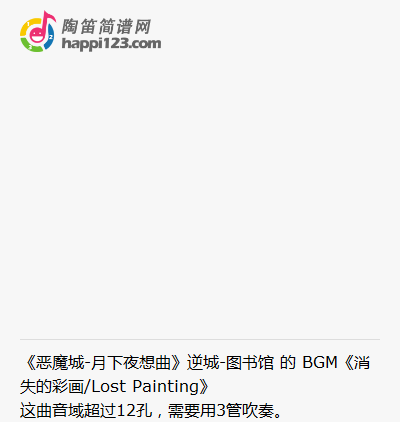 陶笛简谱网
happi123.com
《恶魔城-月下夜想曲》逆城-图书馆 的 BGM《消
失的彩画/Lost Painting》
这曲音域超过12孔，需要用3管吹奏。